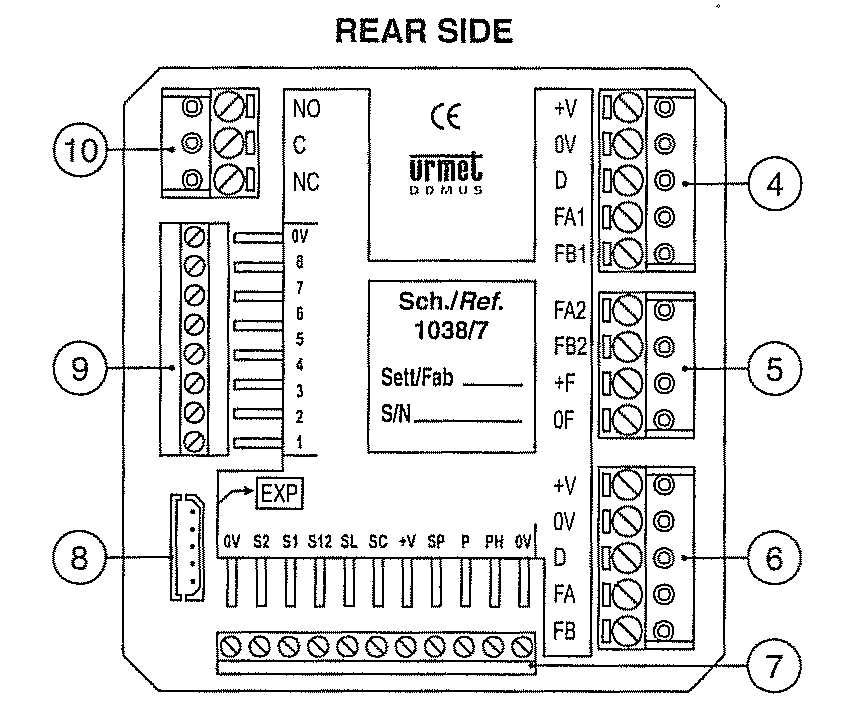 REAR SIDE
NO
C
NC
10
CE
urmet
DOMUS
+V
0V
D
FA1
FB1
4
0V
8
7
6
5
4
3
2
1
9
Sch./Ref.
1038/7
Sett/Fab
S/N
FA2
FB2
+F
0F
5
EXP
8
0V S2 S1 S12 SL SC +V SP P PH 0V
7
+V
0V
D
FA
FB
6